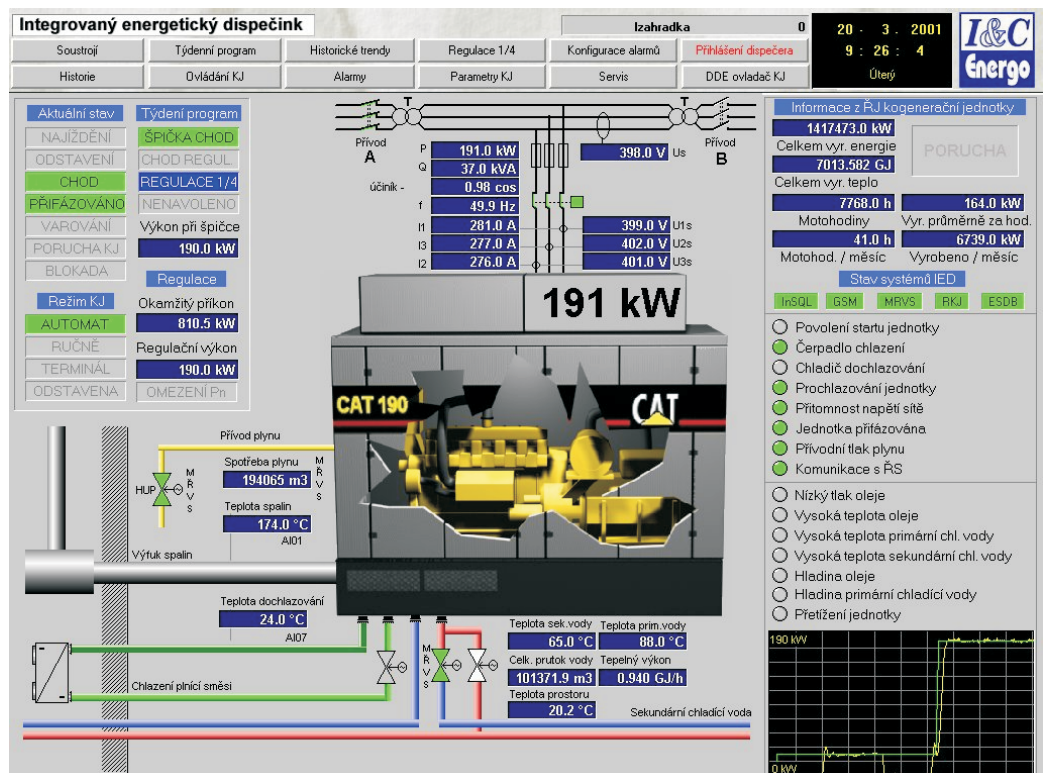 Integrovaný energetický dispečink
Izahradka 0
20 - 3 . 2001
9 : 26 : 4
Úterý
I&C
Energo
Soustrojí Týdenní program Historické trendy Regulace 1/4 Konfigurace alarmů Přihlášení dispečera
Historie Ovládání KJ Alarmy Parametry KJ Servis DDE ovladač KJ
Aktuální stav
NAJÍŽDĚNÍ
ODSTAVENÍ
CHOD
PŘIFÁZOVÁNO
VAROVÁNÍ
PORUCHA KJ
BLOKADA
Režim KJ
AUTOMAT
RUČNĚ
TERMINÁL
ODSTAVENA
Týdení program
ŠPIČKA CHOD
CHOD REGUL.
REGULACE 1/4
NENAVOLENO
Výkon při špičce
190.0 kW
Regulace
Okamžitý příkon
810.5 kW
Regulační výkon
190.0 kW
OMEZENÍ Pn
T
T
Přívod
A
Přívod
B
P 191.0 kW
Q 37.0 kVA
účiník - 0.98 cos
f 49.9 Hz
I1 281.0 A
I3 277.0 A
I2 276.0 A
398.0 V Us
399.0 V U1s
402.0 V U2s
401.0 V U3s
191 kW
CAT 190
CAT
Přívod plynu
HUP
M
Ř
V
S
Spotřeba plynu
194065 m3
M
Ř
V
S
Teplota spalin
174.0 °C
AI01
Výfuk spalin
Teplota dochlazování
24.0 °C
AI07
Chlazení plnící směsi
M
Ř
V
S
Teplota sek.vody Teplota prim.vody
65.0 °C 88.0 °C
Celk. prutok vody Tepelný výkon
101371.9 m3 0.940 GJ/h
Teplota prostoru
20.2 °C
Sekundární chladící voda
Informace z ŘJ kogenerační jednotky
1417473.0 kW
Celkem vyr. energie
7013.582 GJ
Celkem vyr. teplo
PORUCHA
7768.0 h 164.0 kW
Motohodiny Vyr. průměrně za hod.
41.0 h 6739.0 kW
Motohod. / měsíc Vyrobeno / měsíc
Stav systémů IED
InSQL GSM MRVS RKJ ESDB
Povolení startu jednotky
Čerpadlo chlazení
Chladič dochlazování
Prochlazování jednotky
Přitomnost napětí sítě
Jednotka přifázována
Přívodní tlak plynu
Komunikace s ŘS
Nízký tlak oleje
Vysoká teplota oleje
Vysoká teplota primární chl. vody
Vysoká teplota sekundární chl. vody
Hladina oleje
Hladina primární chladící vody
Přetížení jednotky
190 kW
0 kW